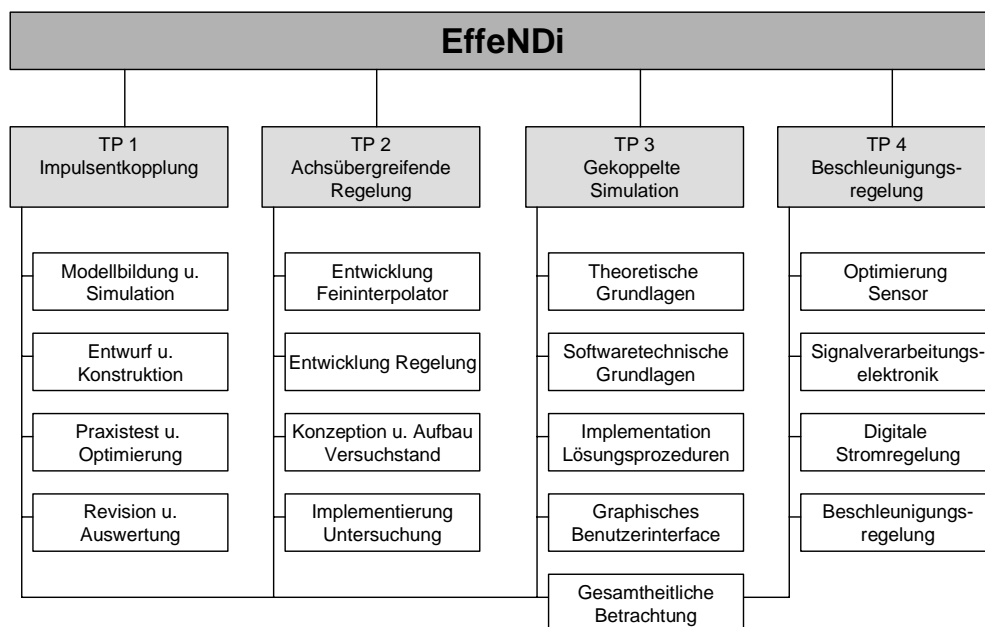 EffeNDi
TP 1
Impulsentkopplung
TP 2
Achsübergreifende
Regelung
TP 3
Gekoppelte
Simulation
TP 4
Beschleunigungs-
regelung
Modellbildung u.
Simulation
Entwurf u.
Konstruktion
Praxistest u.
Optimierung
Revision u.
Auswertung
Entwicklung
Feininterpolator
Entwicklung Regelung
Konzeption u. Aufbau
Versuchstand
Implementierung
Untersuchung
Theoretische
Grundlagen
Softwaretechnische
Grundlagen
Implementation
Lösungsprozeduren
Graphisches
Benutzerinterface
Gesamtheitliche
Betrachtung
Optimierung
Sensor
Signalverarbeitungs-
elektronik
Digitale
Stromregelung
Beschleunigungs-
regelung